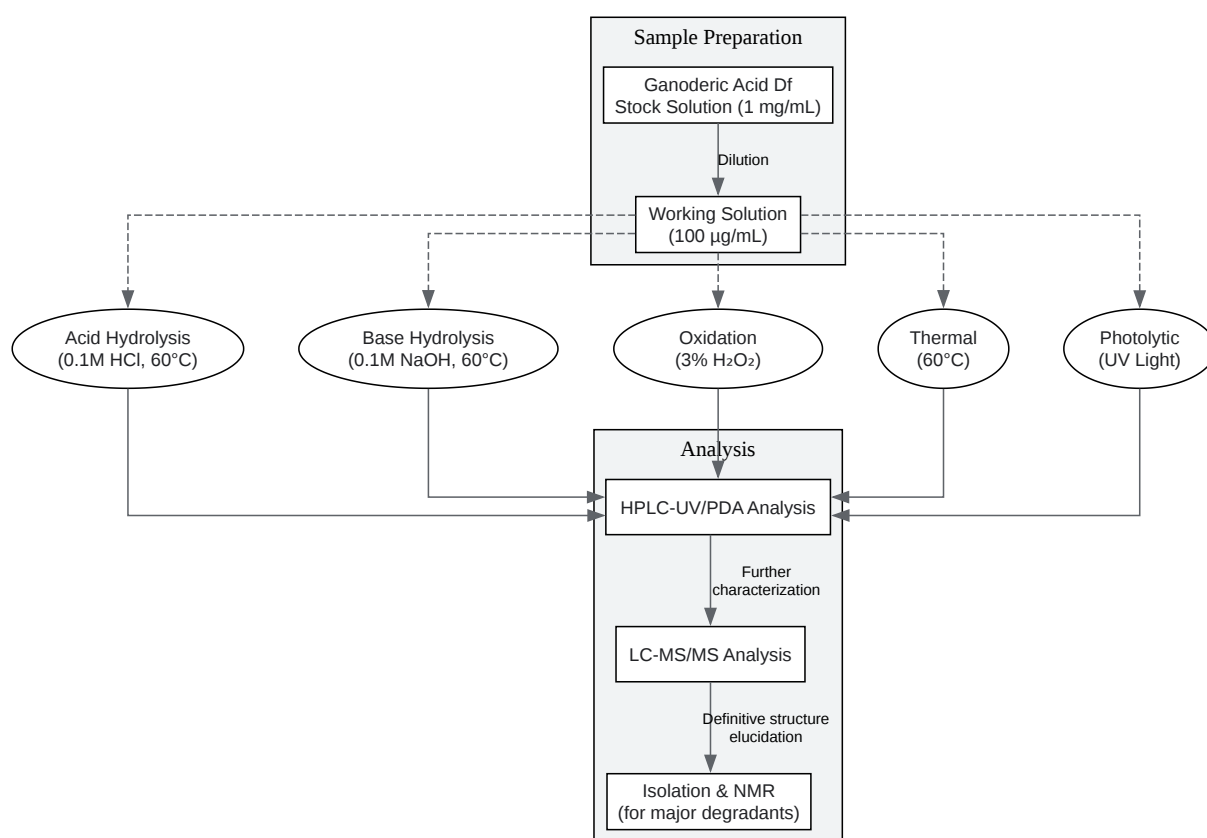 Sample Preparation
Ganoderic Acid Df
Stock Solution (1 mg/mL)
Dilution
Working Solution
(100 µg/mL)
Acid Hydrolysis
(0.1M HCl, 60°C)
Base Hydrolysis
(0.1M NaOH, 60°C)
Oxidation
(3% H₂O₂)
Thermal
(60°C)
Photolytic
(UV Light)
Analysis
HPLC-UV/PDA Analysis
Further
characterization
LC-MS/MS Analysis
Definitive structure
elucidation
Isolation & NMR
(for major degradants)